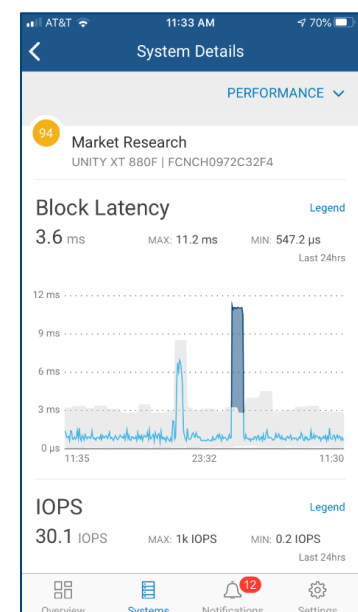 AT&T 11:33 AM 70%
System Details
PERFORMANCE
94
Market Research
UNITY XT 880F | FCNCH0972C32F4
Block Latency Legend
3.6 ms MAX: 11.2 ms MIN: 547.2 µs
Last 24hrs
12 ms
9 ms
6 ms
3 ms
0 µs
11:35 23:32 11:30
IOPS Legend
30.1 IOPS MAX: 1k IOPS MIN: 0.2 IOPS
Last 24hrs
12
Overview Systems Notifications Settings